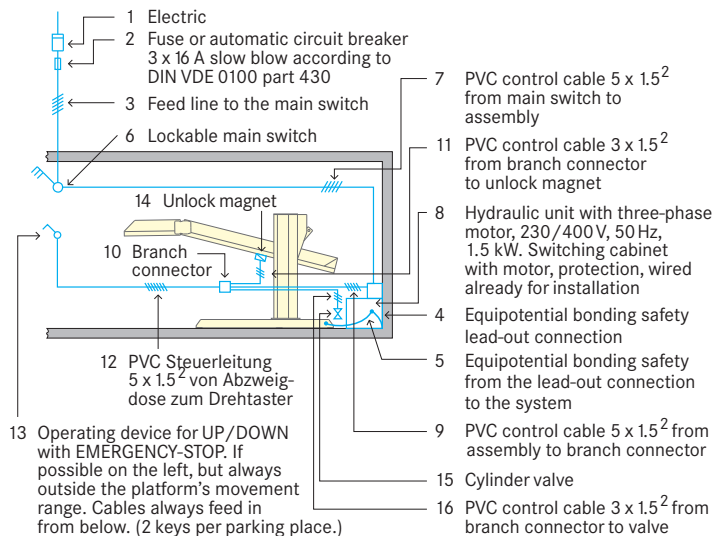 1 Electric
2 Fuse or automatic circuit breaker
3 x 16 A slow blow according to
DIN VDE 0100 part 430
3 Feed line to the main switch
6 Lockable main switch
14 Unlock magnet
10 Branch
connector
12 PVC Steuerleitung
5 x 1.5² von Abzweig-
dose zum Drehtaster
13 Operating device for UP/DOWN
with EMERGENCY-STOP. If
possible on the left, but always
outside the platform's movement
range. Cables always feed in
from below. (2 keys per parking place.)
7 PVC control cable 5 x 1.5²
from main switch to
assembly
11 PVC control cable 3 x 1.5²
from branch connector
to unlock magnet
8 Hydraulic unit with three-phase
motor, 230/400 V, 50 Hz,
1.5 kW. Switching cabinet
with motor, protection, wired
already for installation
4 Equipotential bonding safety
lead-out connection
5 Equipotential bonding safety
from the lead-out connection
to the system
9 PVC control cable 5 x 1.5² from
assembly to branch connector
15 Cylinder valve
16 PVC control cable 3 x 1.5² from
branch connector to valve